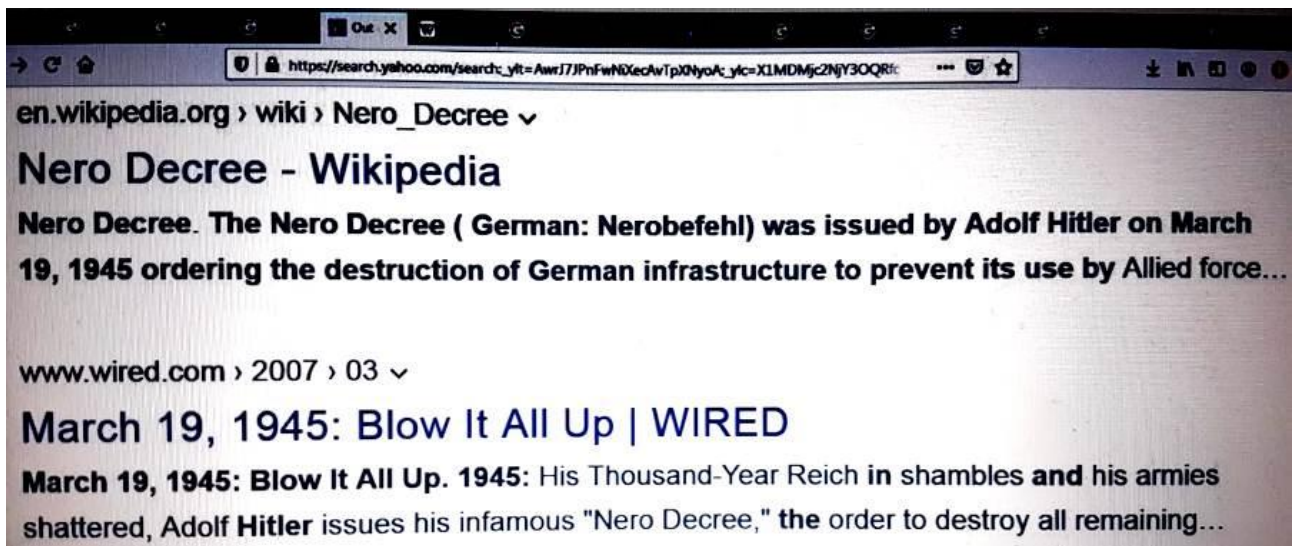 Out
https://search.yahoo.com/search;_ylt=
en.wikipedia.org › wiki › Nero_Decree
Nero Decree - Wikipedia
Nero Decree. The Nero Decree ( German: Nerobefehl) was issued by Adolf Hitler on March
19, 1945 ordering the destruction of German infrastructure to prevent its use by Allied force...
www.wired.com › 2007 › 03
March 19, 1945: Blow It All Up | WIRED
March 19, 1945: Blow It All Up. 1945: His Thousand-Year Reich in shambles and his armies
shattered, Adolf Hitler issues his infamous "Nero Decree," the order to destroy all remaining...